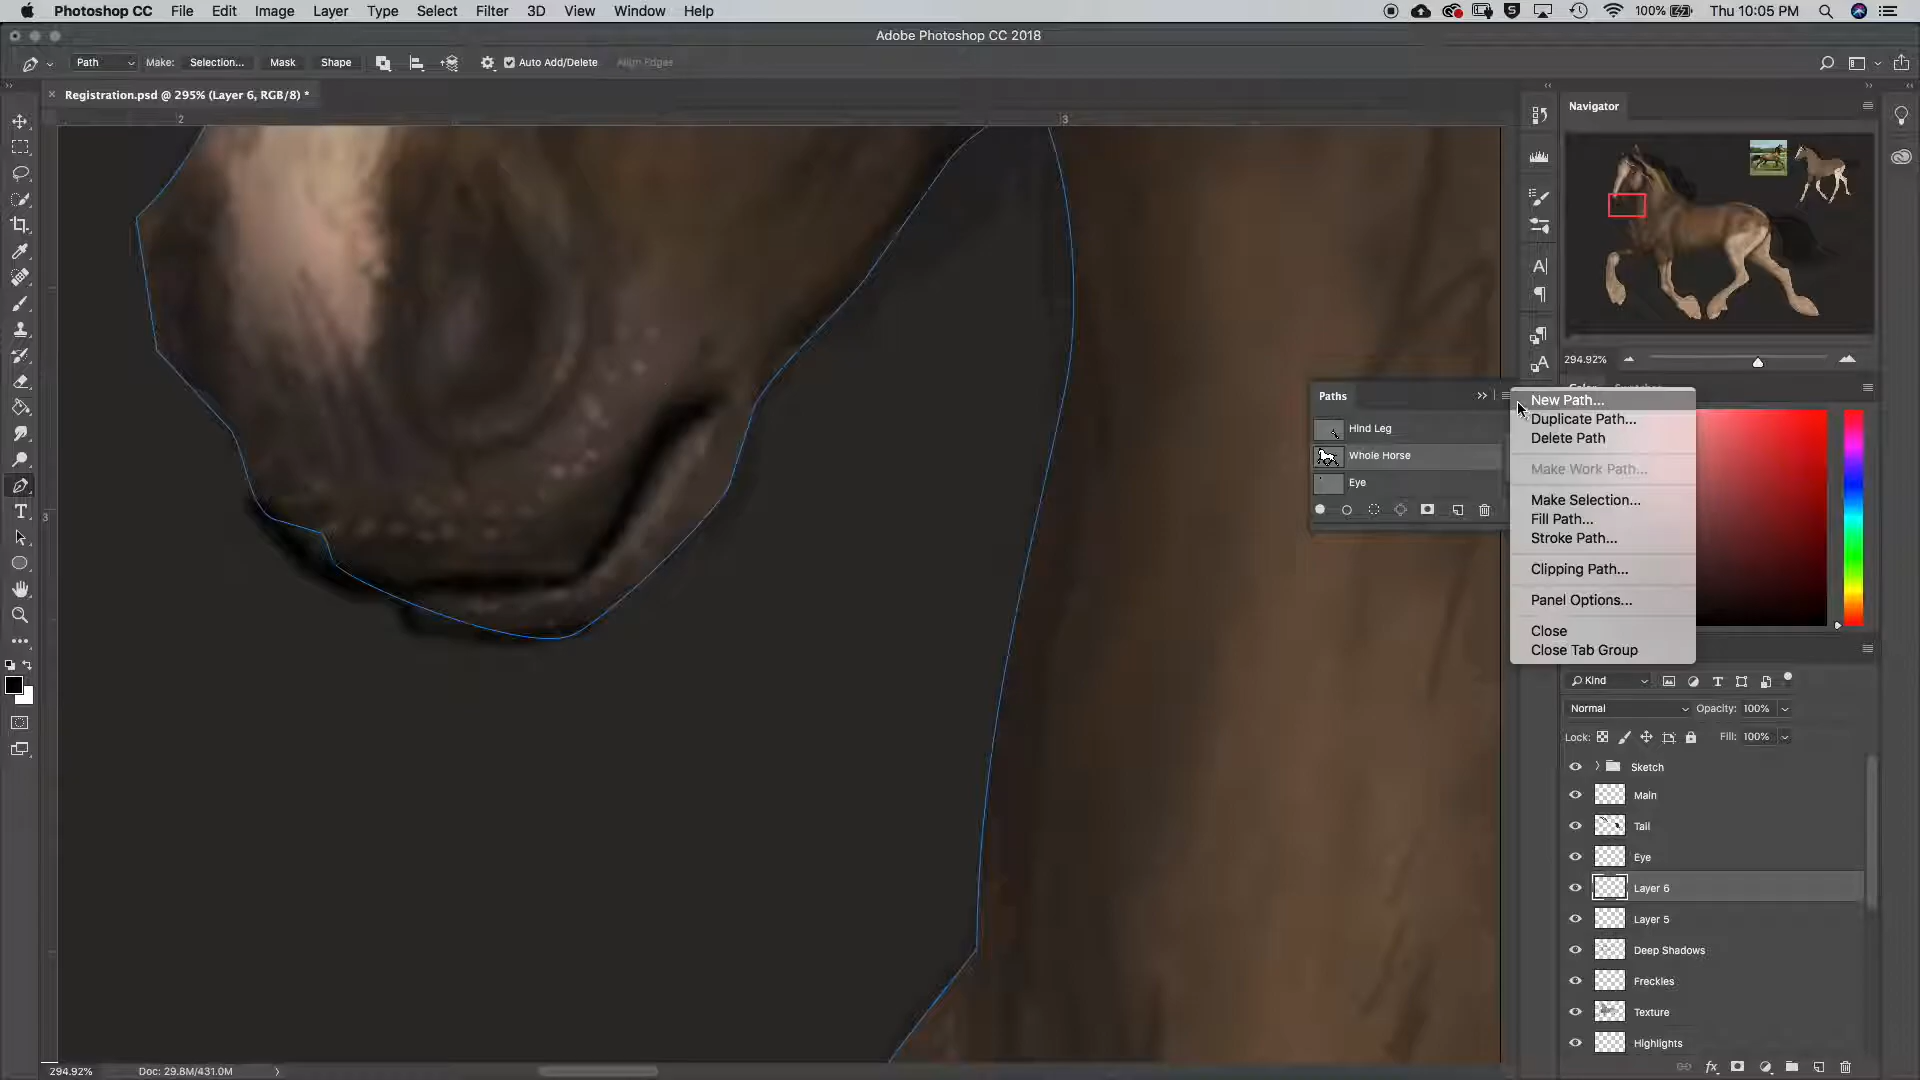 Photoshop CC File Edit Image Layer Type Select Filter 3D View Window Help 100% Thu 10:05 PM
Adobe Photoshop CC 2018
Path Make: Selection... Mask Shape Auto Add/Delete Align Edges
× Registration.psd @ 295% (Layer 6, RGB/8) *
Navigator
2 3
3
294.92%
Paths
Hind Leg
Whole Horse
Eye
New Path...
Duplicate Path...
Delete Path
Make Work Path...
Make Selection...
Fill Path...
Stroke Path...
Clipping Path...
Panel Options...
Close
Close Tab Group
Kind
Normal Opacity: 100%
Lock: Fill: 100%
Sketch
Main
Tail
Eye
Layer 6
Layer 5
Deep Shadows
Freckles
Texture
Highlights
294.92% Doc: 29.8M/431.0M